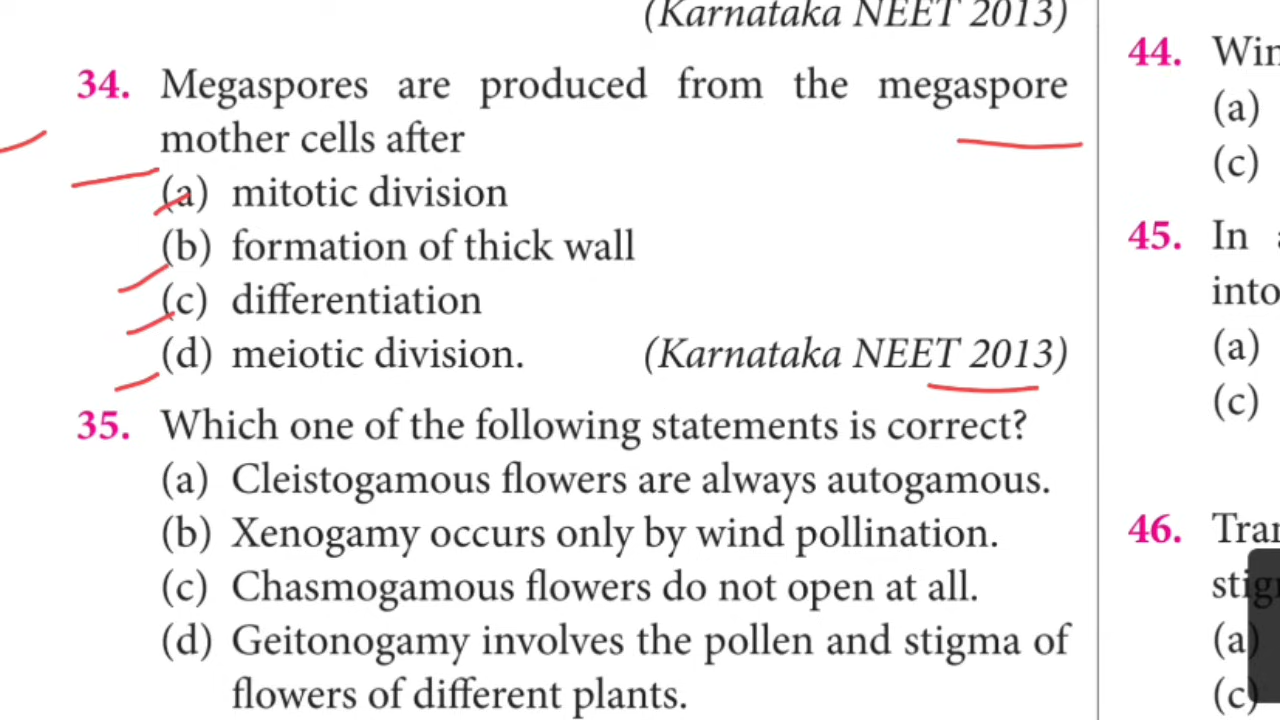 (Karnataka NEET 2013)
34. Megaspores are produced from the megaspore
mother cells after
(a) mitotic division
(b) formation of thick wall
(c) differentiation
(d) meiotic division. (Karnataka NEET 2013)
35. Which one of the following statements is correct?
(a) Cleistogamous flowers are always autogamous.
(b) Xenogamy occurs only by wind pollination.
(c) Chasmogamous flowers do not open at all.
(d) Geitonogamy involves the pollen and stigma of
flowers of different plants.
44.
(a)
(c)
45. In
into
(a)
(c)
46.
(a)
(c)